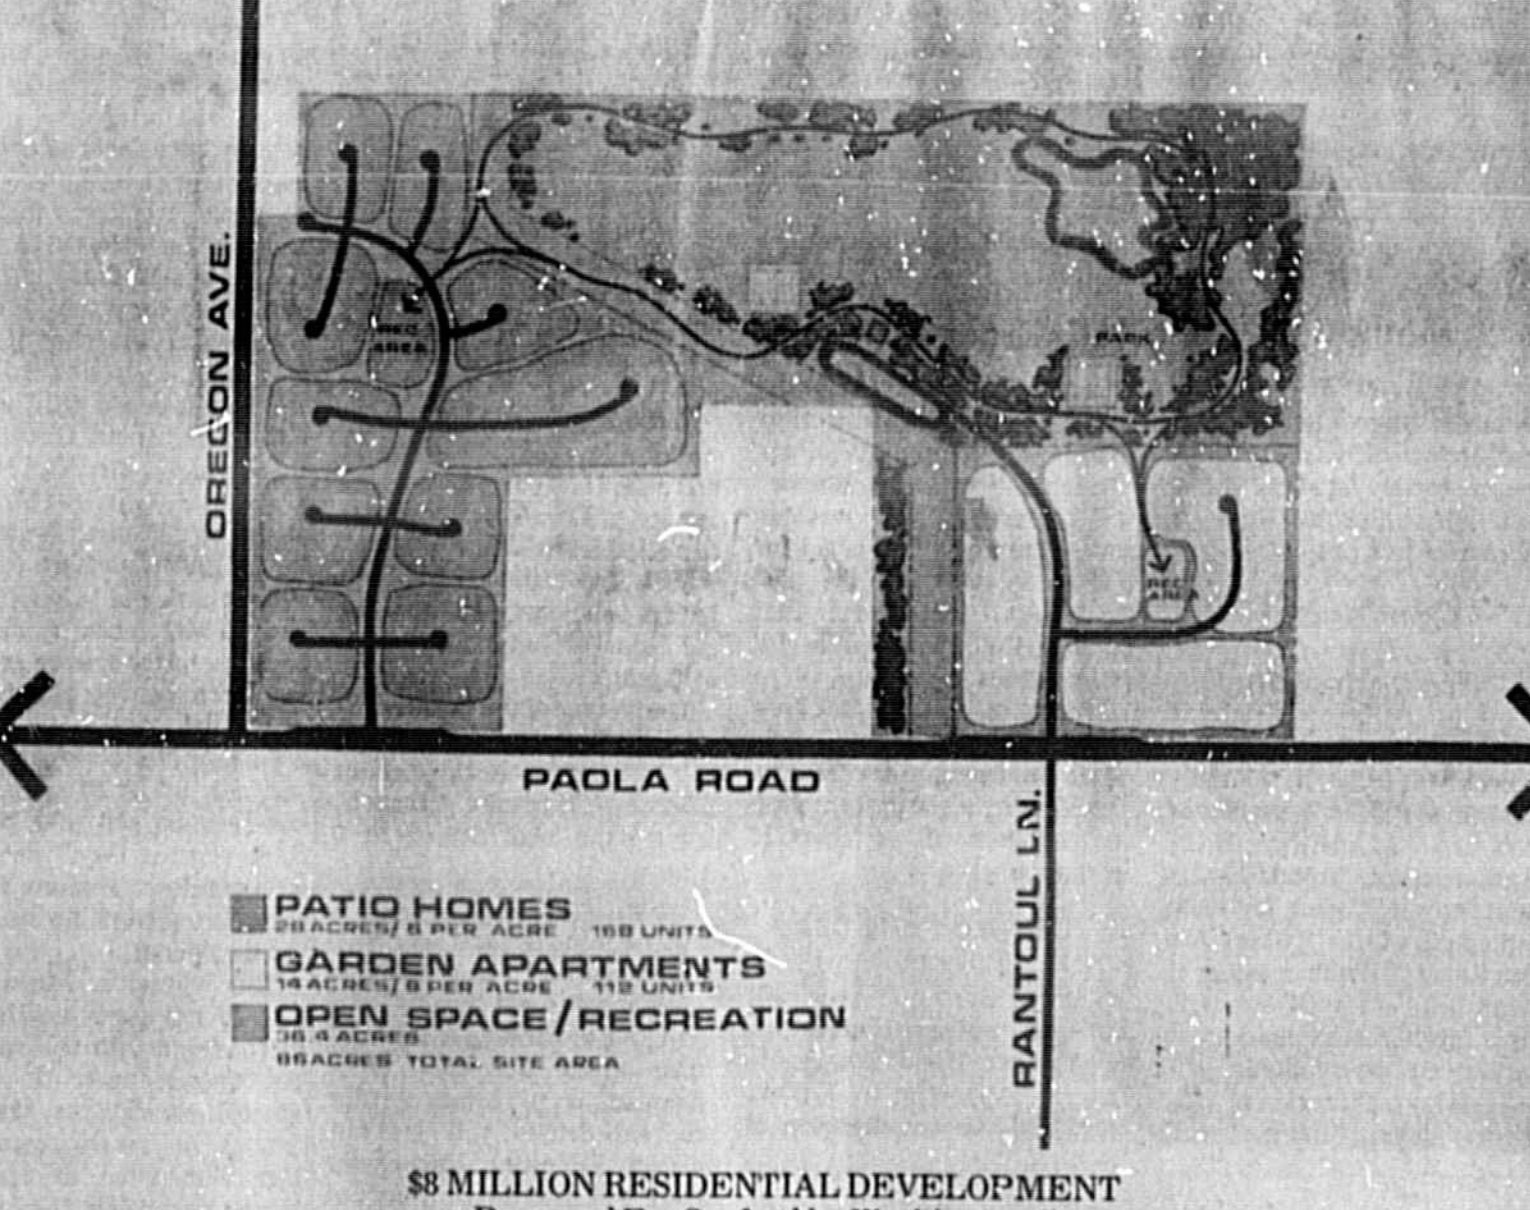 REC.
AREA
PARK
REC
AREA
OREGON AVE.
PAOLA ROAD
RANTOUL LN.
PATIO HOMES
28 ACRES/ 6 PER ACRE 168 UNITS
GARDEN APARTMENTS
14 ACRES/ 8 PER ACRE 112 UNITS
OPEN SPACE/RECREATION
36.4 ACRES
86 ACRES TOTAL SITE AREA
$8 MILLION RESIDENTIAL DEVELOPMENT